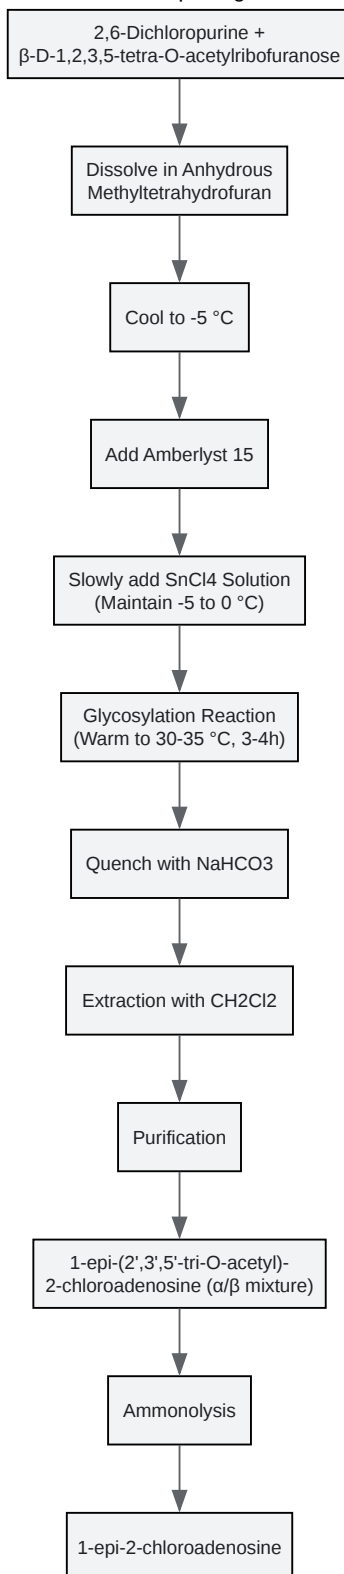 2,6-Dichloropurine +
β-D-1,2,3,5-tetra-O-acetylribofuranose
Dissolve in Anhydrous
Methyltetrahydrofuran
Cool to -5 °C
Add Amberlyst 15
Slowly add SnCl4 Solution
(Maintain -5 to 0 °C)
Glycosylation Reaction
(Warm to 30-35 °C, 3-4h)
Quench with NaHCO3
Extraction with CH2Cl2
Purification
1-epi-(2',3',5'-tri-O-acetyl)-
2-chloroadenosine (α/β mixture)
Ammonolysis
1-epi-2-chloroadenosine